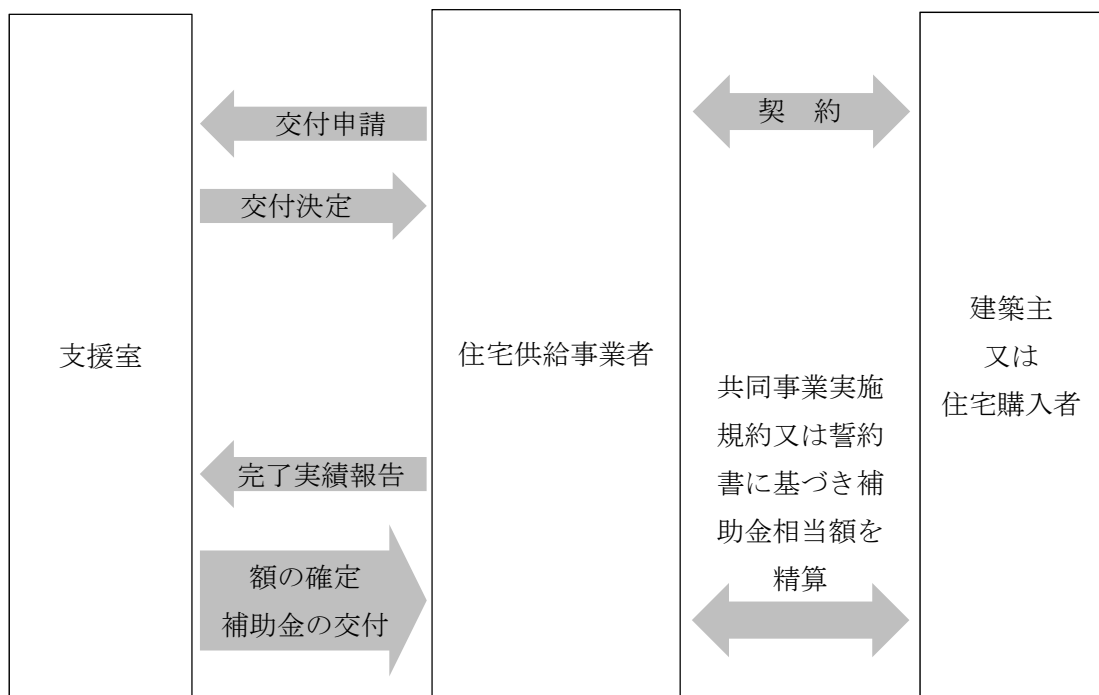 支援室
交付申請
交付決定
完了実績報告
額の確定
補助金の交付
住宅供給事業者
契　約
共同事業実施
規約又は誓約
書に基づき補
助金相当額を
精算
建築主
又は
住宅購入者